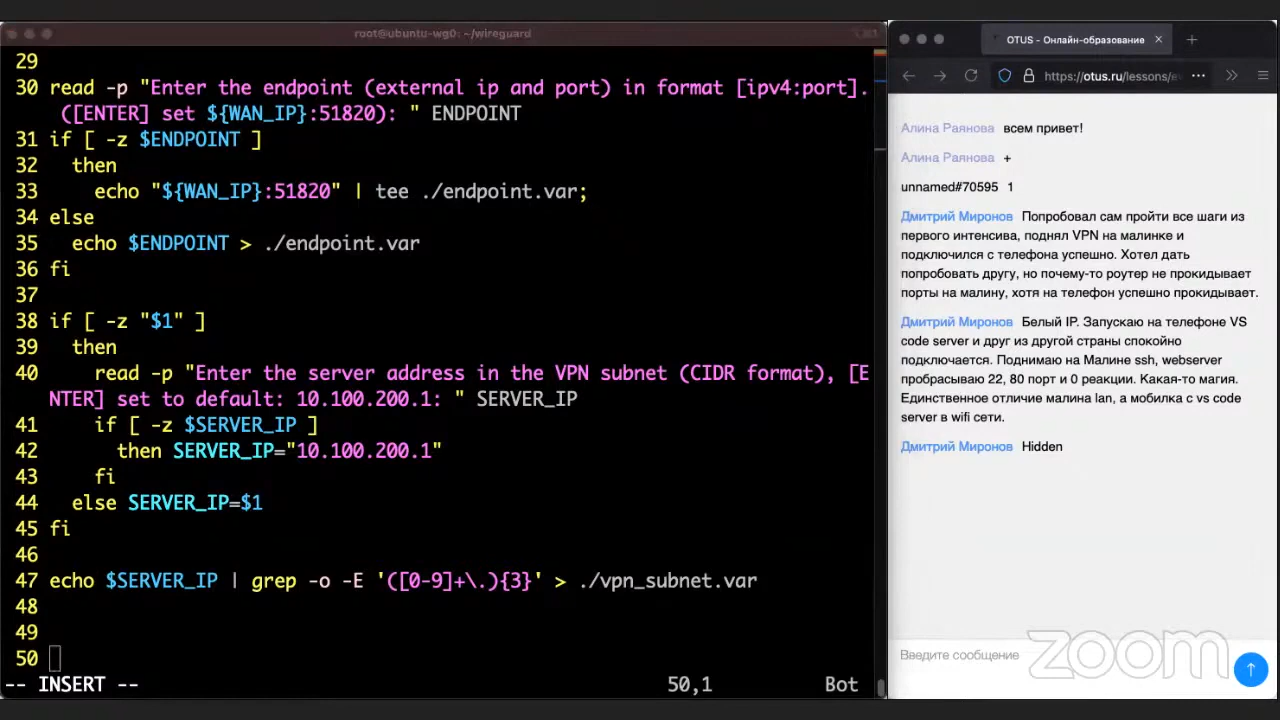 root@ubuntu-wg0: ~/wireguard
29
30 read -p "Enter the endpoint (external ip and port) in format [ipv4:port].
([ENTER] set ${WAN_IP}:51820): " ENDPOINT
31 if [ -z $ENDPOINT ]
32   then
33     echo "${WAN_IP}:51820" | tee ./endpoint.var;
34 else
35   echo $ENDPOINT > ./endpoint.var
36 fi
37
38 if [ -z "$1" ]
39   then
40     read -p "Enter the server address in the VPN subnet (CIDR format), [E
NTER] set to default: 10.100.200.1: " SERVER_IP
41     if [ -z $SERVER_IP ]
42       then SERVER_IP="10.100.200.1"
43     fi
44   else SERVER_IP=$1
45 fi
46
47 echo $SERVER_IP | grep -o -E '([0-9]+\.){3}' > ./vpn_subnet.var
48
49
50
-- INSERT --
50,1
Bot
OTUS - Онлайн-образование
https://otus.ru/lessons/
Алина Раянова всем привет!
Алина Раянова +
unnamed#70595 1
Дмитрий Миронов Попробовал сам пройти все шаги из
первого интенсива, поднял VPN на малинке и
подключился с телефона успешно. Хотел дать
попробовать другу, но почему-то роутер не прокидывает
порты на малину, хотя на телефон успешно прокидывает.
Дмитрий Миронов Белый IP. Запускаю на телефоне VS
code server и друг из другой страны спокойно
подключается. Поднимаю на Малине ssh, webserver
пробрасываю 22, 80 порт и 0 реакции. Какая-то магия.
Единственное отличие малина lan, а мобилка с vs code
server в wifi сети.
Дмитрий Миронов Hidden
Введите сообщение
zoom